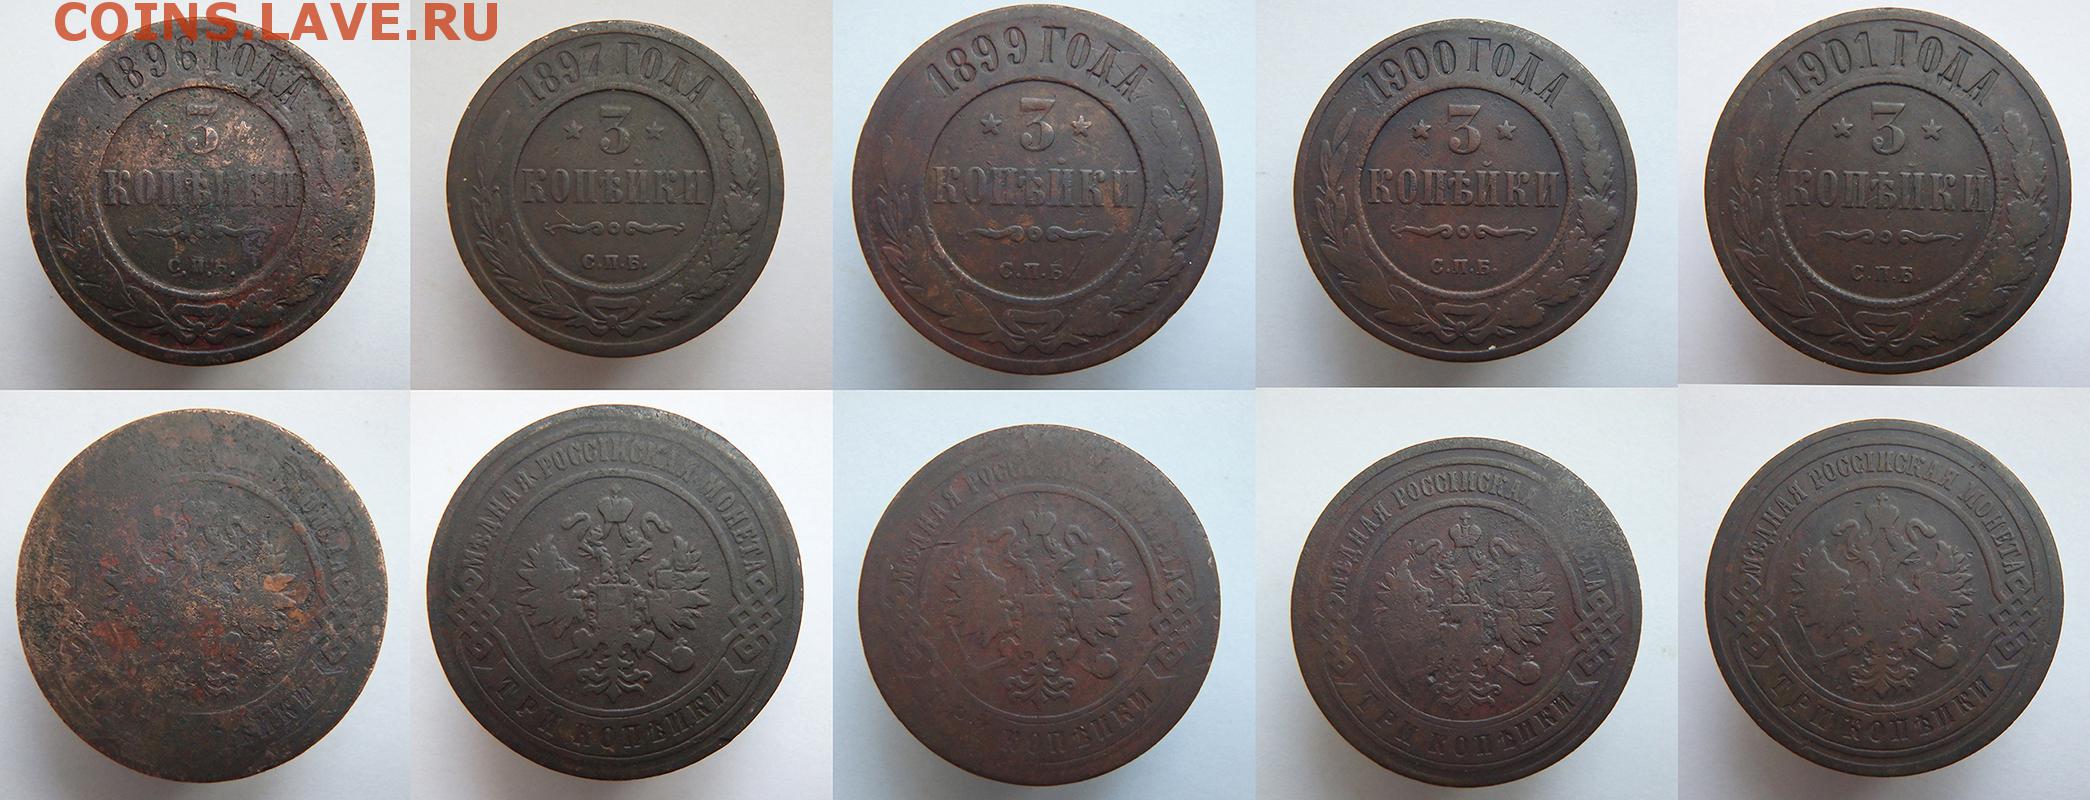 COINS.LAVE.RU
1896 ГОДА
3
КОПѢЙКИ
С.П.Б.
1897 ГОДА
3
КОПѢЙКИ
С.П.Б.
1899 ГОДА
3
КОПѢЙКИ
С.П.Б.
1900 ГОДА
3
КОПѢЙКИ
С.П.Б.
1901 ГОДА
3
КОПѢЙКИ
С.П.Б.
МѢДНАЯ РОССІЙСКАЯ МОНЕТА
ТРИ КОПѢЙКИ
МѢДНАЯ
КОПѢЙКИ
МѢДНАЯ РОССІЙСКАЯ
ТРИ КОПѢЙКИ
МѢДНАЯ РОССІЙСКАЯ МОНЕТА
ТРИ КОПѢЙКИ